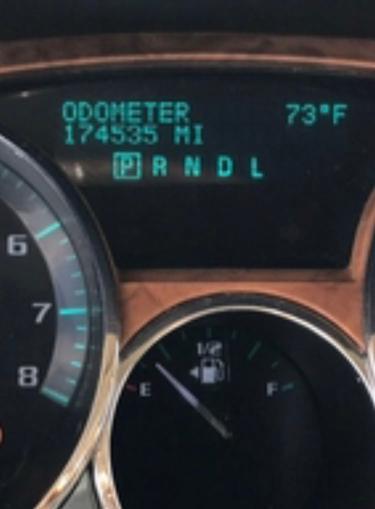 ODOMETER 73°F
174535 MI
P R N D L
6
7
8
1/2
E F